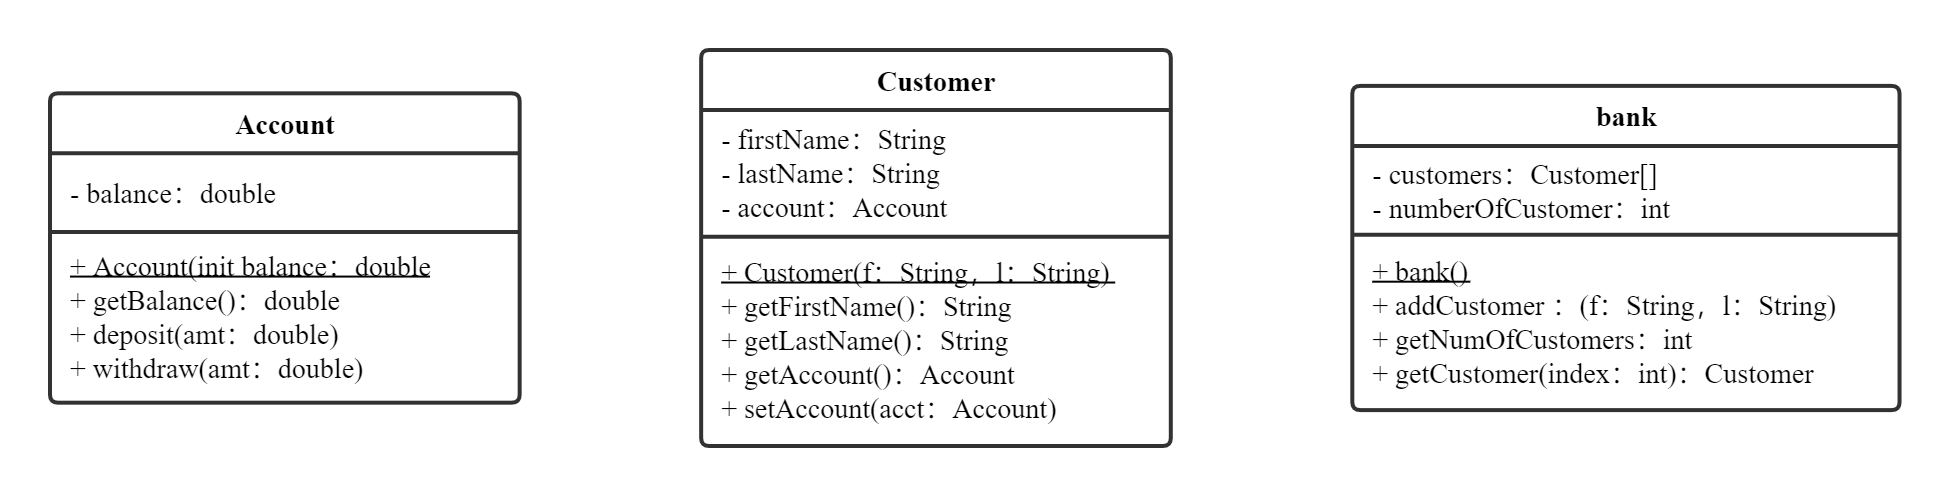 Account
- balance：double
+ Account(init balance：double
+ getBalance()：double
+ deposit(amt：double)
+ withdraw(amt：double)
Customer
- firstName：String
- lastName：String
- account：Account
+ Customer(f：String，l：String)
+ getFirstName()：String
+ getLastName()：String
+ getAccount()：Account
+ setAccount(acct：Account)
bank
- customers：Customer[]
- numberOfCustomer：int
+ bank()
+ addCustomer：(f：String，l：String)
+ getNumOfCustomers：int
+ getCustomer(index：int)：Customer